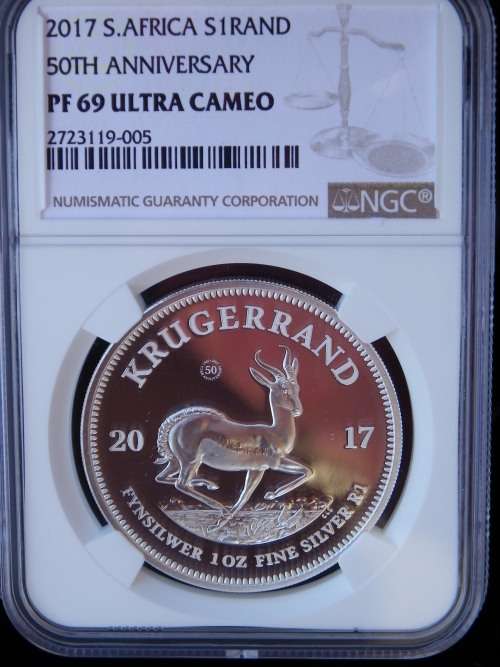 2017 S.AFRICA S1RAND
50TH ANNIVERSARY
PF 69 ULTRA CAMEO
2723119-005
NUMISMATIC GUARANTY CORPORATION
NGC®
KRUGERRAND
50
20 17
FYNSILWER 1 OZ FINE SILVER R1